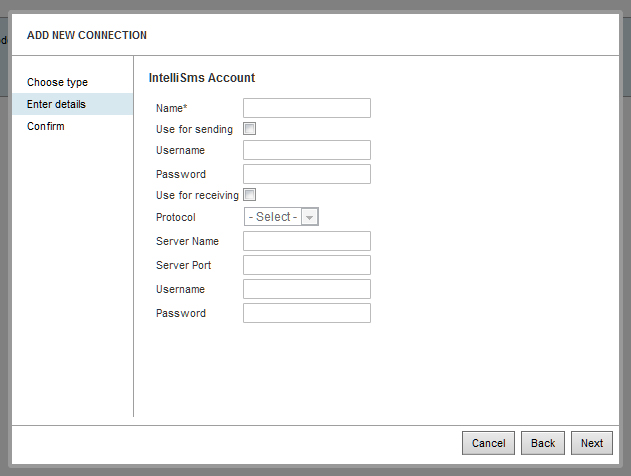 ADD NEW CONNECTION
Choose type
Enter details
Confirm
IntelliSms Account
Name*
Use for sending
Username
Password
Use for receiving
Protocol - Select -
Server Name
Server Port
Username
Password
Cancel Back Next